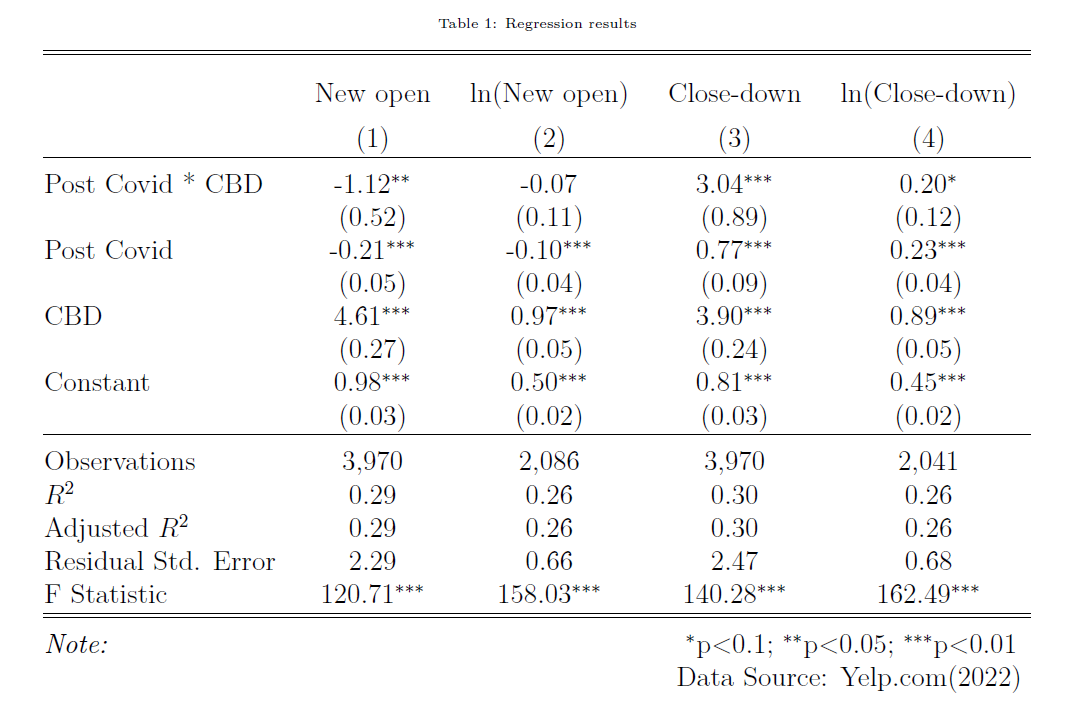 Table 1: Regression results
New open ln(New open) Close-down ln(Close-down)
(1) (2) (3) (4)
Post Covid * CBD -1.12** -0.07 3.04*** 0.20*
(0.52) (0.11) (0.89) (0.12)
Post Covid -0.21*** -0.10*** 0.77*** 0.23***
(0.05) (0.04) (0.09) (0.04)
CBD 4.61*** 0.97*** 3.90*** 0.89***
(0.27) (0.05) (0.24) (0.05)
Constant 0.98*** 0.50*** 0.81*** 0.45***
(0.03) (0.02) (0.03) (0.02)
Observations 3,970 2,086 3,970 2,041
R² 0.29 0.26 0.30 0.26
Adjusted R² 0.29 0.26 0.30 0.26
Residual Std. Error 2.29 0.66 2.47 0.68
F Statistic 120.71*** 158.03*** 140.28*** 162.49***
Note: *p<0.1; **p<0.05; ***p<0.01
Data Source: Yelp.com(2022)